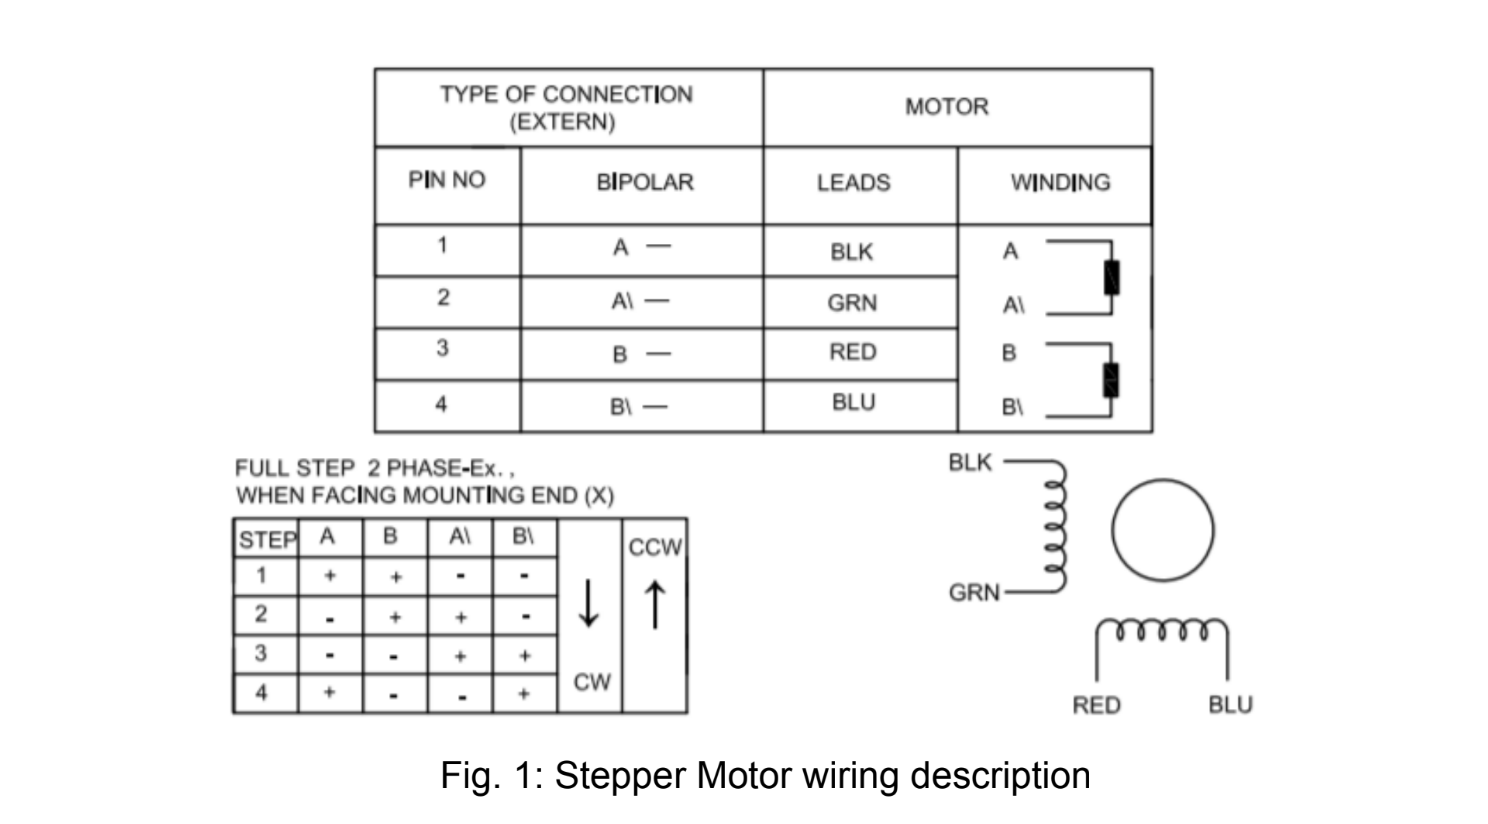 TYPE OF CONNECTION
(EXTERN)
MOTOR
PIN NO BIPOLAR LEADS WINDING
1 A — BLK A
2 A\ — GRN A\
3 B — RED B
4 B\ — BLU B\
FULL STEP 2 PHASE-Ex. ,
WHEN FACING MOUNTING END (X)
STEP A B A\ B\ CCW
1 + + - -
2 - + + -
3 - - + +
4 + - - + CW
BLK
GRN
RED BLU
Fig. 1: Stepper Motor wiring description